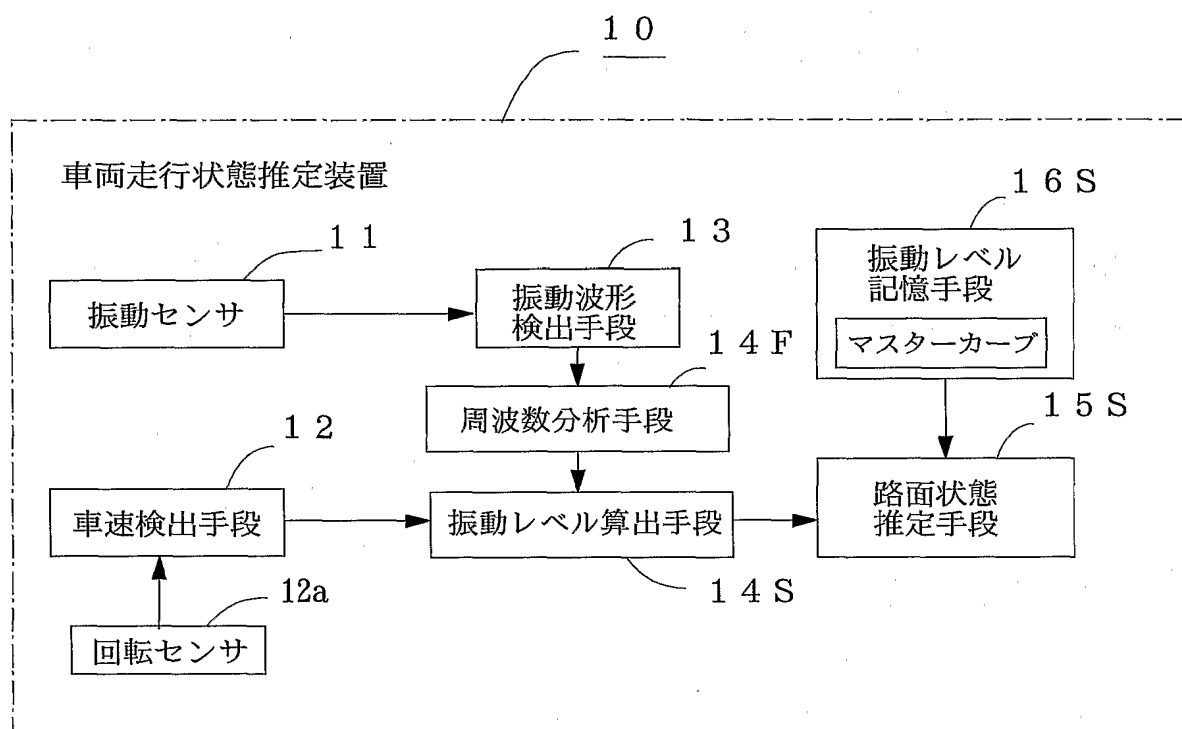 １０
車両走行状態推定装置
１１
振動センサ
１３
振動波形
検出手段
１６Ｓ
振動レベル
記憶手段
マスターカーブ
１４Ｆ
周波数分析手段
１２
車速検出手段
振動レベル算出手段
１４Ｓ
１５Ｓ
路面状態
推定手段
12a
回転センサ